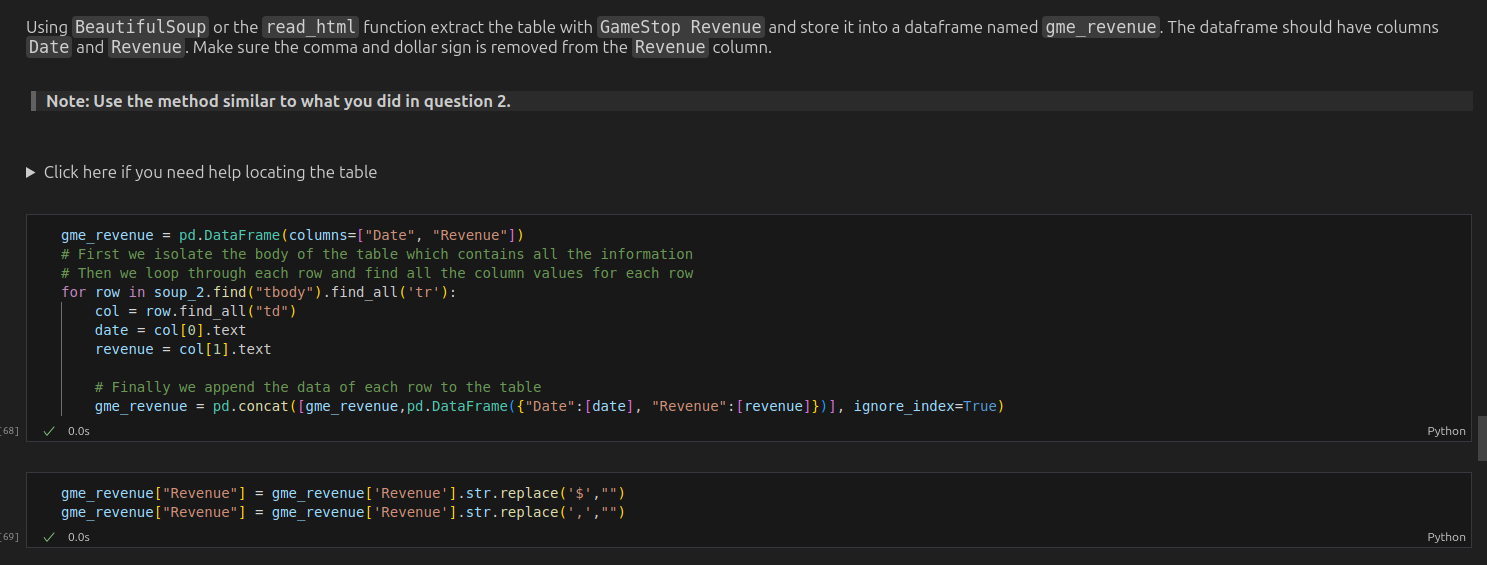 Using BeautifulSoup or the read_html function extract the table with GameStop Revenue and store it into a dataframe named gme_revenue. The dataframe should have columns
Date and Revenue. Make sure the comma and dollar sign is removed from the Revenue column.
Note: Use the method similar to what you did in question 2.
Click here if you need help locating the table
gme_revenue = pd.DataFrame(columns=["Date", "Revenue"])
# First we isolate the body of the table which contains all the information
# Then we loop through each row and find all the column values for each row
for row in soup_2.find("tbody").find_all('tr'):
    col = row.find_all("td")
    date = col[0].text
    revenue = col[1].text
    # Finally we append the data of each row to the table
    gme_revenue = pd.concat([gme_revenue,pd.DataFrame({"Date":[date], "Revenue":[revenue]})], ignore_index=True)
[68] 0.0s Python
gme_revenue["Revenue"] = gme_revenue['Revenue'].str.replace('$',"")
gme_revenue["Revenue"] = gme_revenue['Revenue'].str.replace(',',"")
[69] 0.0s Python